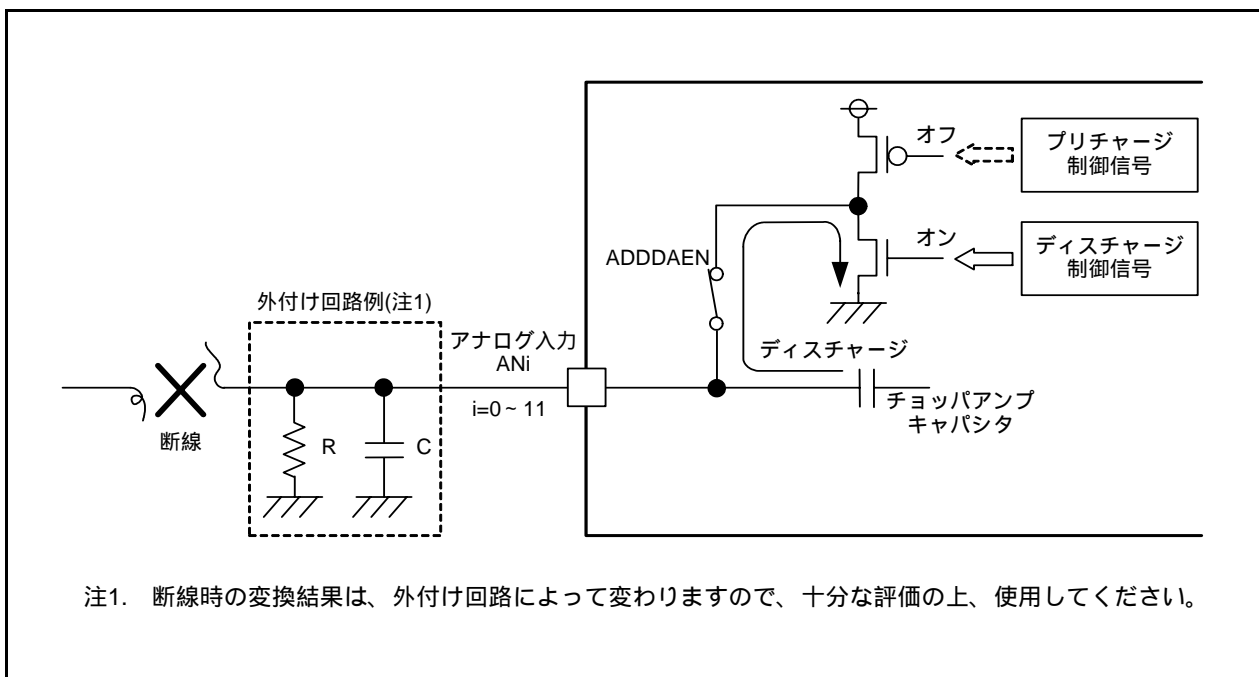 オフ
プリチャージ
制御信号
オン
ディスチャージ
制御信号
ADDDAEN
外付け回路例(注1)
アナログ入力
ANi
i=0~11
ディスチャージ
チョッパアンプ
キャパシタ
断線
R
C
注1. 断線時の変換結果は、外付け回路によって変わりますので、十分な評価の上、使用してください。